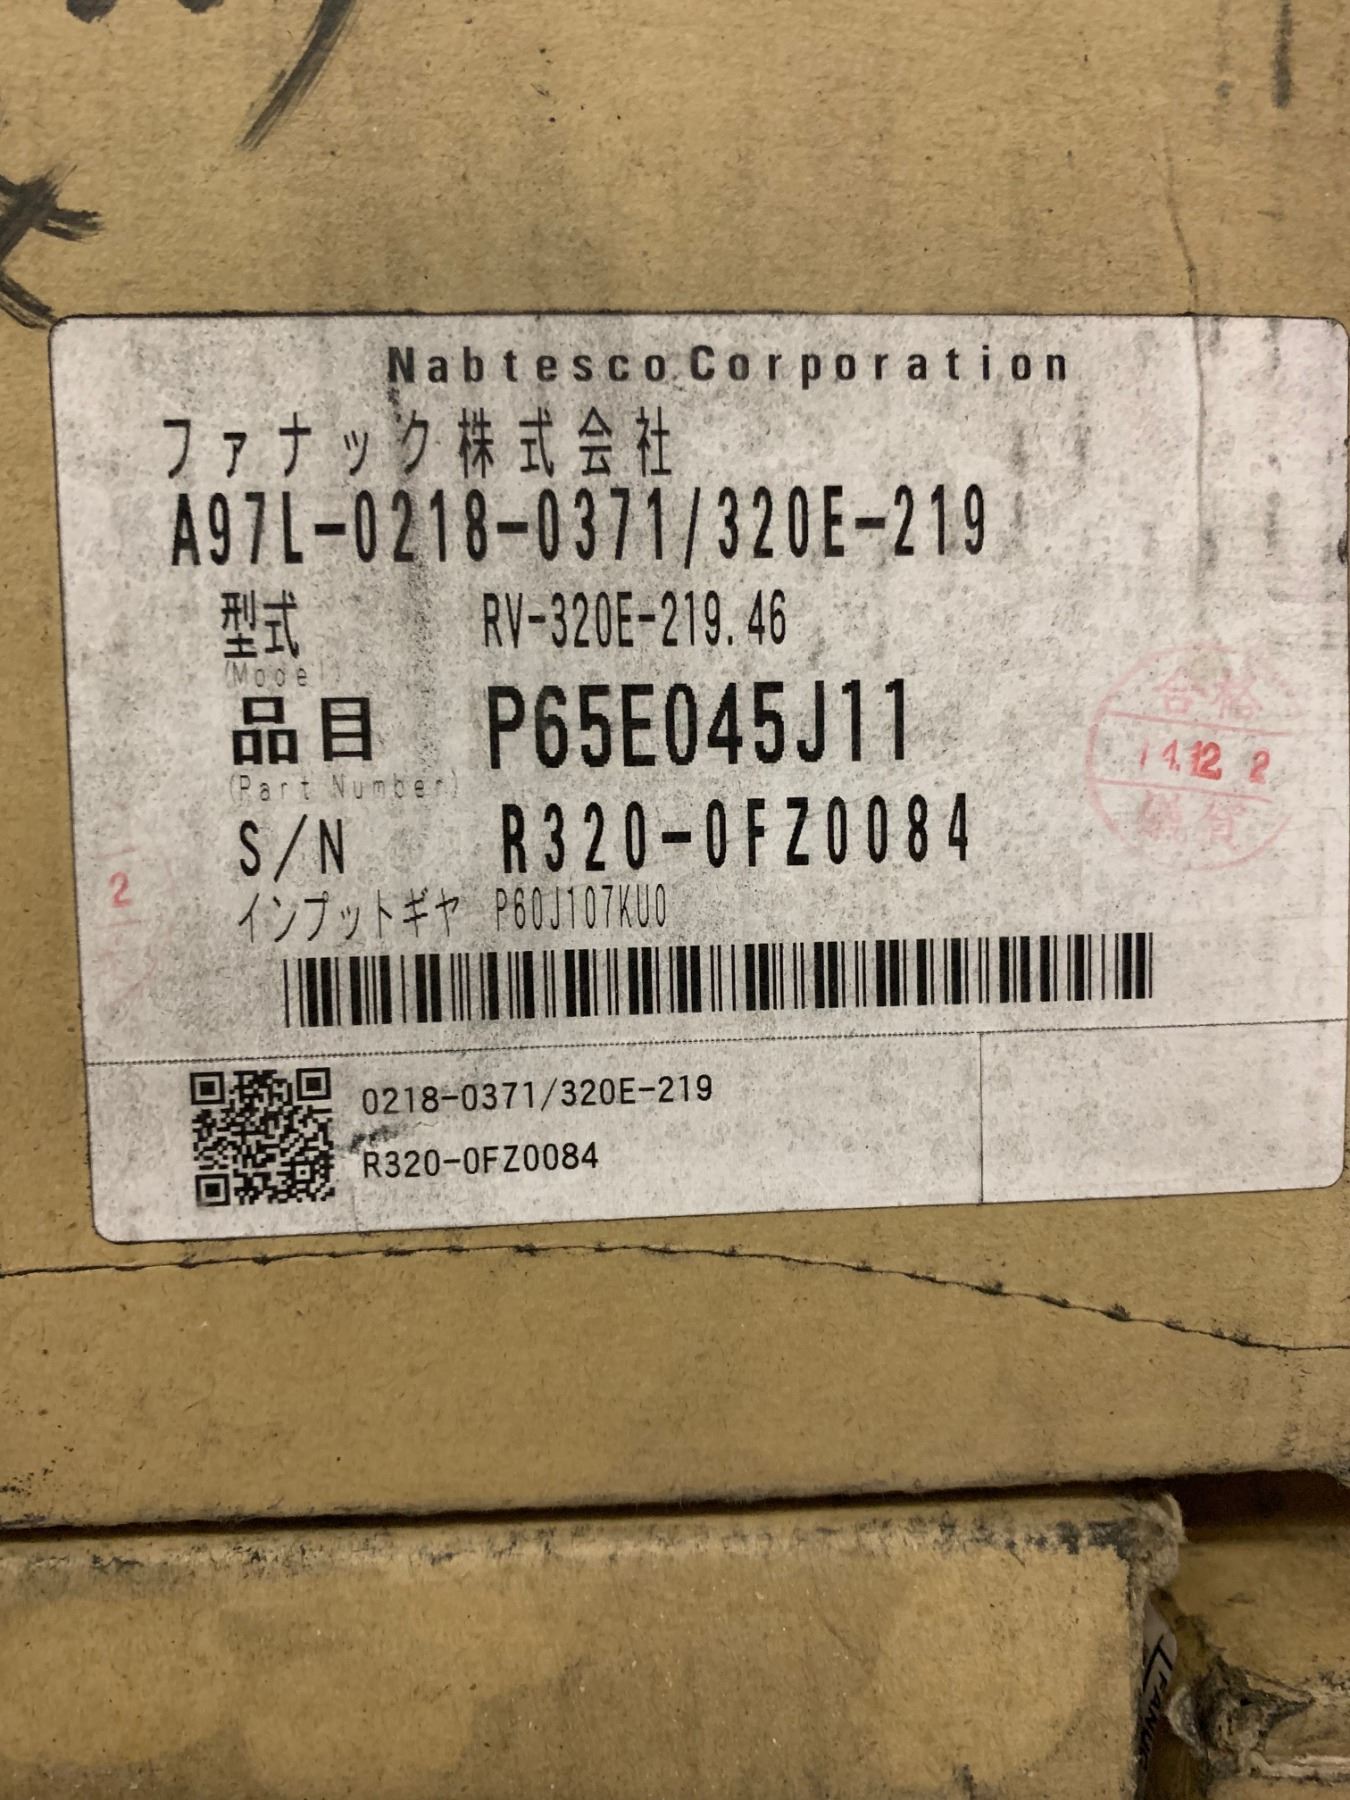 Nabtesco Corporation
ファナック株式会社
A97L-0218-0371/320E-219
型式 RV-320E-219.46
(Model)
品目 P65E045J11
(Part Number)
S/N R320-0FZ0084
インプットギヤ P60J107KU0
合格
14.12 2
2
0218-0371/320E-219
R320-0FZ0084